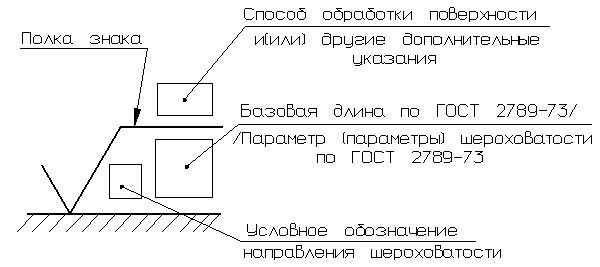 Способ обработки поверхности
и(или) другие дополнительные
указания
Полка знака
Базовая длина по ГОСТ 2789-73/
/Параметр (параметры) шероховатости
по ГОСТ 2789-73
Условное обозначение
направления шероховатости